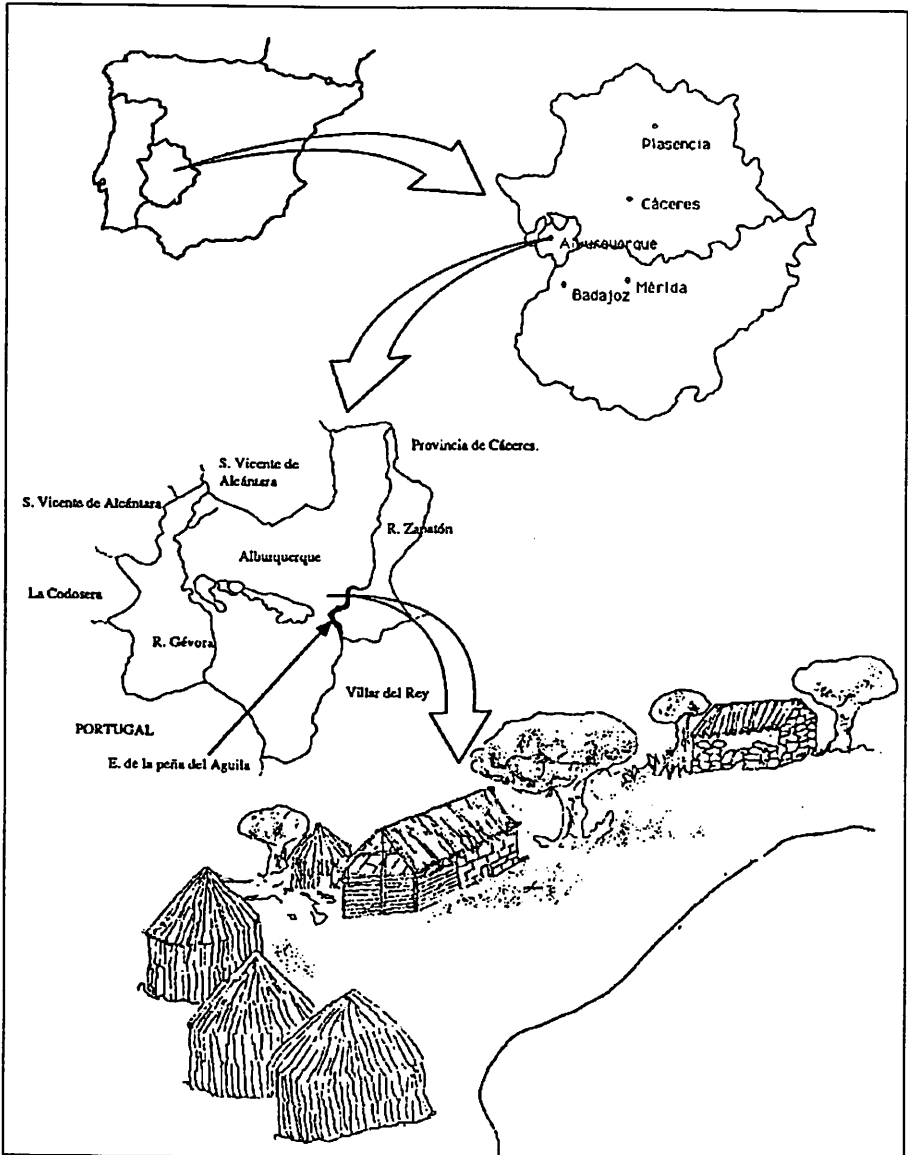 Plasencia
Cáceres
Alburquerque
Mérida
Badajoz
Provincia de Cáceres.
S. Vicente de
Alcántara
S. Vicente de Alcántara
R. Zapatón
Alburquerque
La Codosera
R. Gévora
Villar del Rey
PORTUGAL
E. de la peña del Aguila